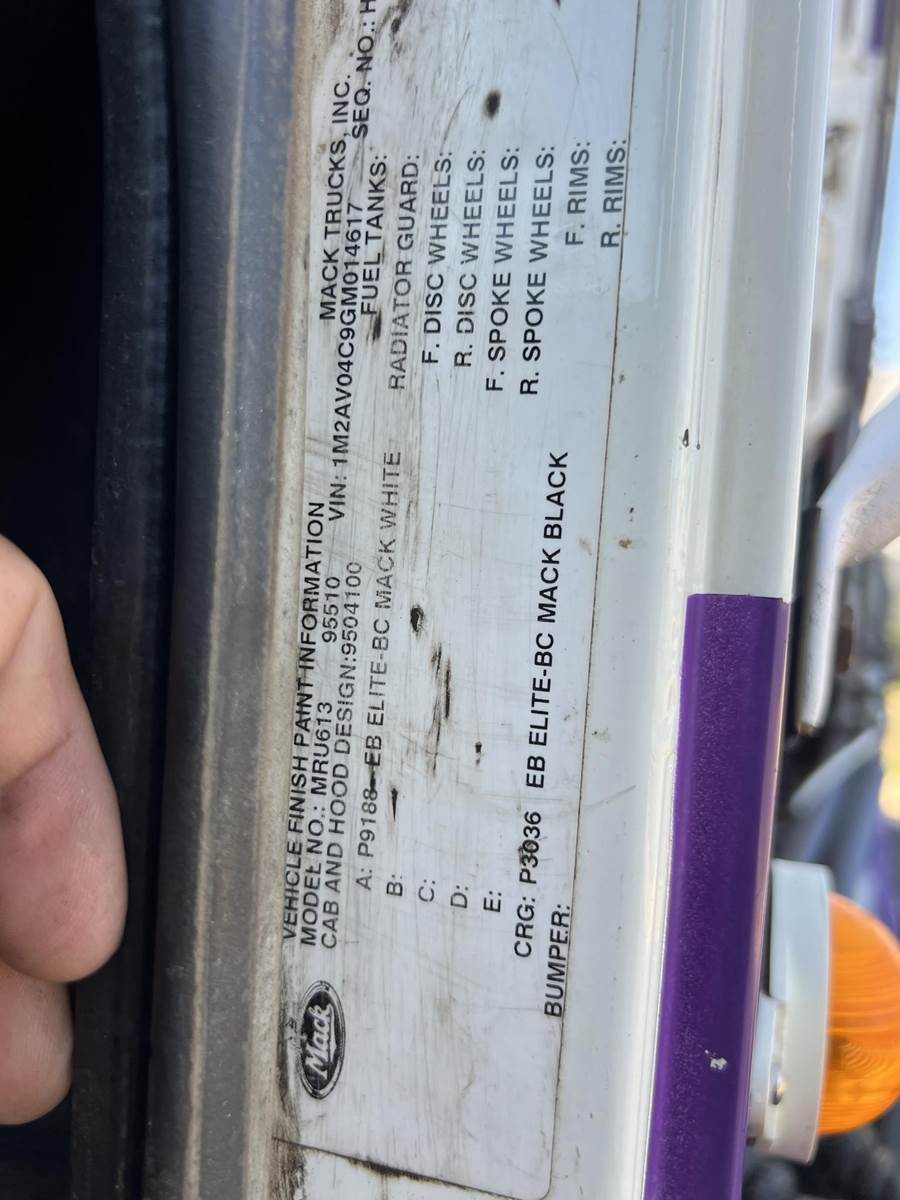 Mack
VEHICLE FINISH PAINT INFORMATION MACK TRUCKS, INC.
MODEL NO.: MRU613 95510 VIN: 1M2AV04C9GM014617 SEQ. NO.: H
CAB AND HOOD DESIGN:9504100 FUEL TANKS:
A: P9188 EB ELITE-BC MACK WHITE RADIATOR GUARD:
B: F. DISC WHEELS:
C: R. DISC WHEELS:
D: F. SPOKE WHEELS:
E: R. SPOKE WHEELS:
CRG: P3036 EB ELITE-BC MACK BLACK F. RIMS:
BUMPER: R. RIMS: